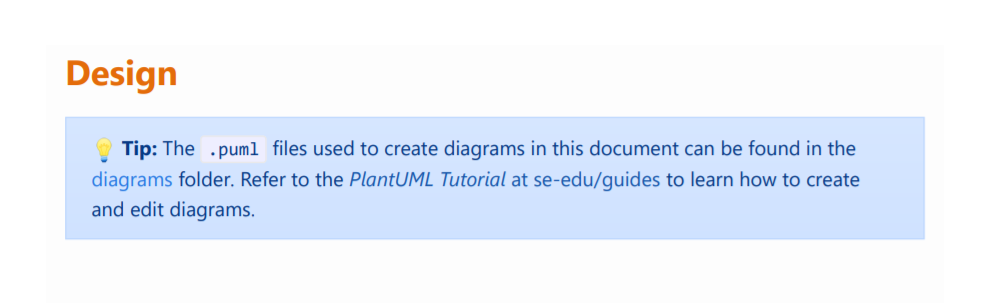 Design
💡 Tip: The .puml files used to create diagrams in this document can be found in the
diagrams folder. Refer to the PlantUML Tutorial at se-edu/guides to learn how to create
and edit diagrams.